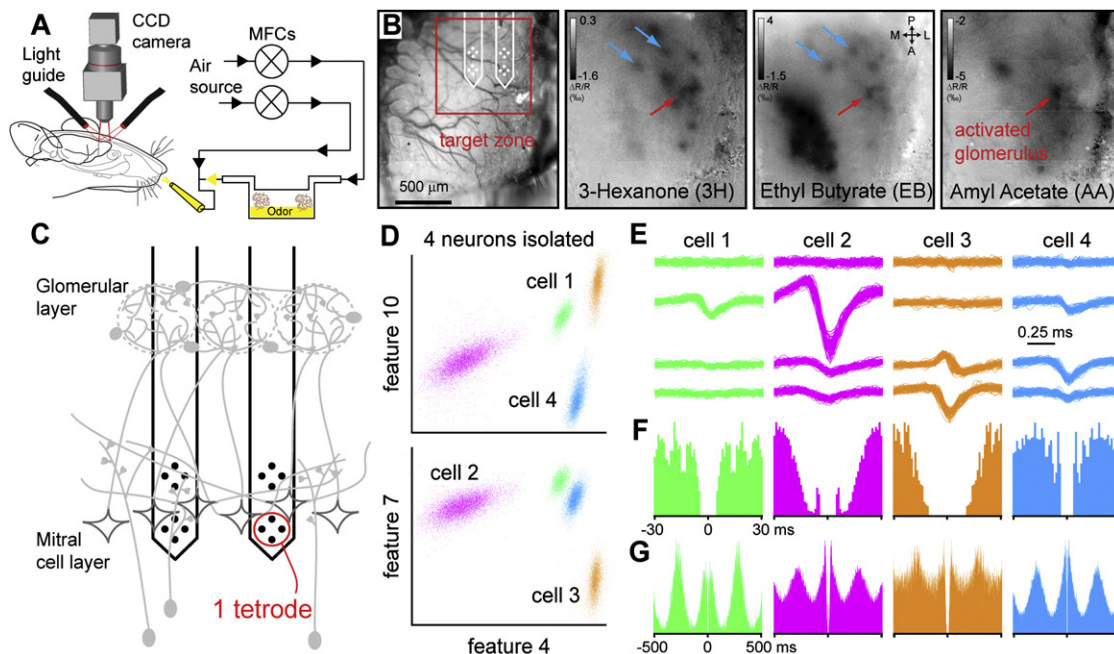 A
CCD
camera
Light
guide
MFCs
Air
source
Odor
B
target zone
500 μm
0.3
-1.6
ΔR/R
(‰)
3-Hexanone (3H)
4
-1.5
ΔR/R
(‰)
P
M L
A
Ethyl Butyrate (EB)
-2
-5
ΔR/R
(‰)
activated
glomerulus
Amyl Acetate (AA)
C
Glomerular
layer
Mitral
cell layer
1 tetrode
D
4 neurons isolated
cell 1
cell 4
feature 10
cell 2
cell 3
feature 7
feature 4
E
cell 1 cell 2 cell 3 cell 4
0.25 ms
F
-30 0 30 ms
G
-500 0 500 ms